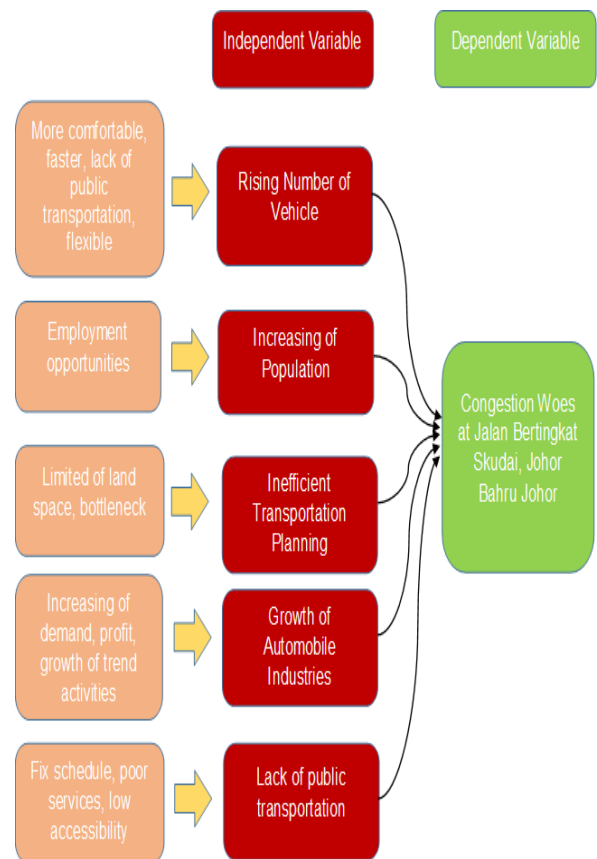 Independent Variable
Dependent Variable
More comfortable,
faster, lack of
public
transportation,
flexible
Rising Number of
Vehicle
Employment
opportunities
Increasing of
Population
Congestion Woes
at Jalan Bertingkat
Skudai, Johor
Bahru Johor
Limited of land
space, bottleneck
Inefficient
Transportation
Planning
Increasing of
demand, profit,
growth of trend
activities
Growth of
Automobile
Industries
Fix schedule, poor
services, low
accessibility
Lack of public
transportation